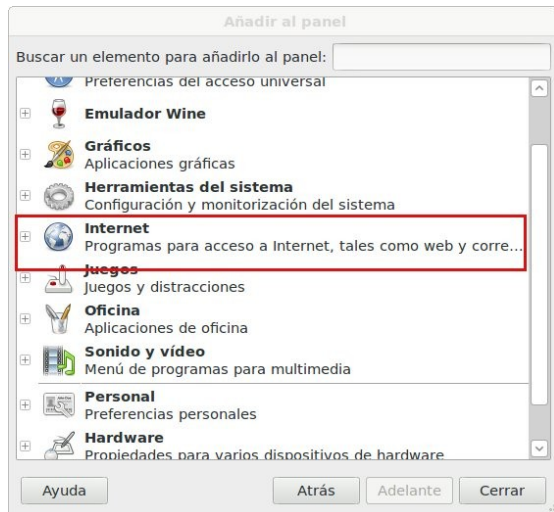 Añadir al panel
Buscar un elemento para añadirlo al panel:
Preferencias del acceso universal
Emulador Wine
Gráficos
Aplicaciones gráficas
Herramientas del sistema
Configuración y monitorización del sistema
Internet
Programas para acceso a Internet, tales como web y corre...
Juegos
Juegos y distracciones
Oficina
Aplicaciones de oficina
Sonido y vídeo
Menú de programas para multimedia
Personal
Preferencias personales
Hardware
Propiedades para varios dispositivos de hardware
Ayuda
Atrás
Adelante
Cerrar